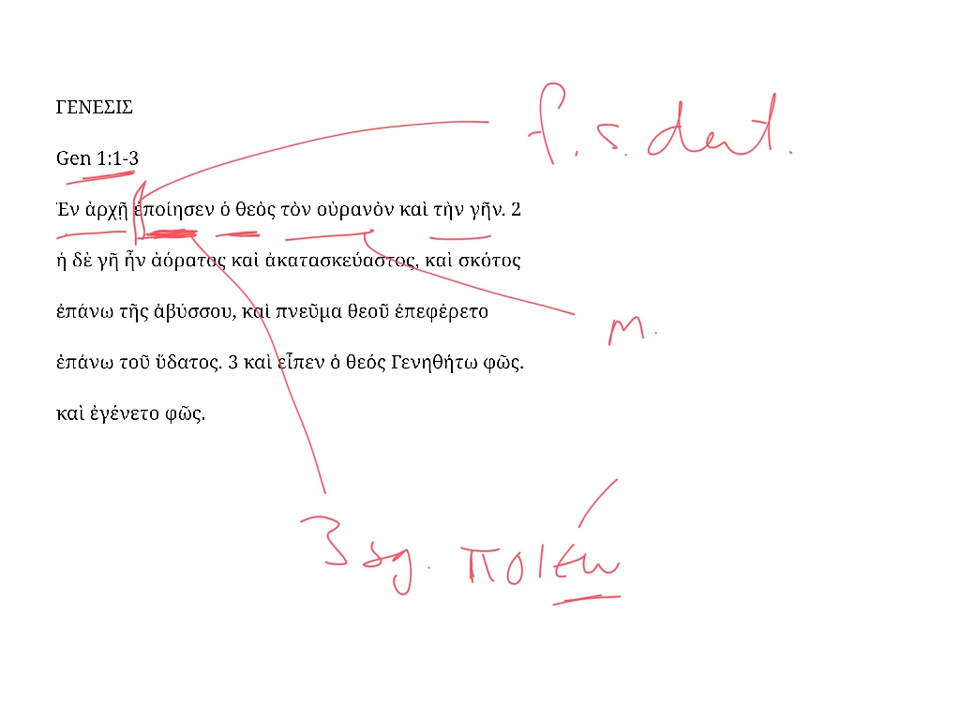 ΓΕΝΕΣΙΣ
f. s. dat.
Gen 1:1-3
Ἐν ἀρχῇ ἐποίησεν ὁ θεὸς τὸν οὐρανὸν καὶ τὴν γῆν. 2
ἡ δὲ γῆ ἦν ἀόρατος καὶ ἀκατασκεύαστος, καὶ σκότος
ἐπάνω τῆς ἀβύσσου, καὶ πνεῦμα θεοῦ ἐπεφέρετο
m.
ἐπάνω τοῦ ὕδατος. 3 καὶ εἶπεν ὁ θεός Γενηθήτω φῶς.
καὶ ἐγένετο φῶς.
3 sg. ποιέω